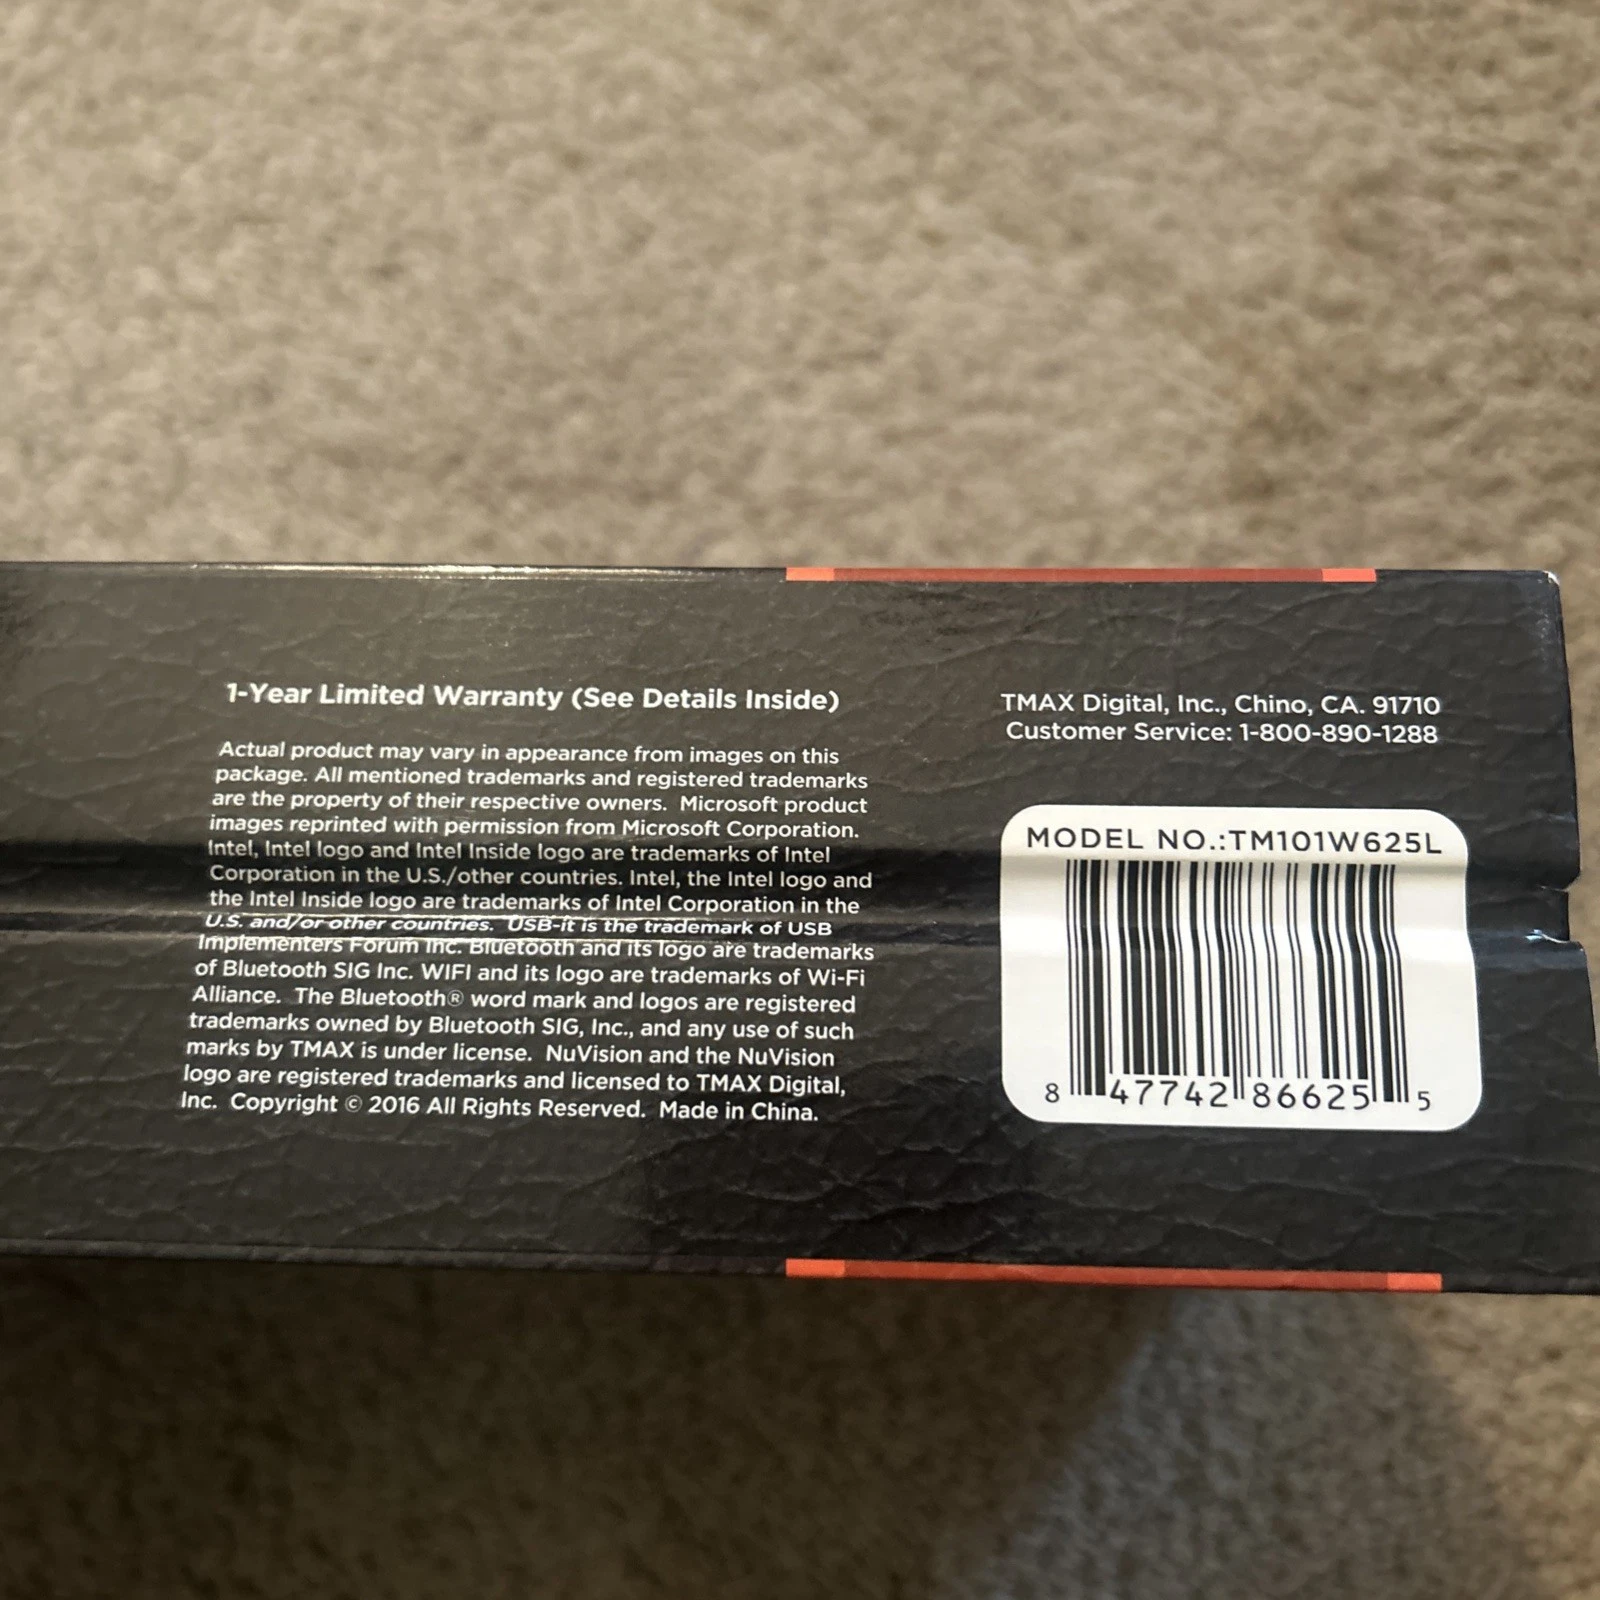 1-Year Limited Warranty (See Details Inside)
Actual product may vary in appearance from images on this
package. All mentioned trademarks and registered trademarks
are the property of their respective owners. Microsoft product
images reprinted with permission from Microsoft Corporation.
Intel, Intel logo and Intel Inside logo are trademarks of Intel
Corporation in the U.S./other countries. Intel, the Intel logo and
the Intel Inside logo are trademarks of Intel Corporation in the
U.S. and/or other countries. USB-it is the trademark of USB
Implementers Forum Inc. Bluetooth and its logo are trademarks
of Bluetooth SIG Inc. WIFI and its logo are trademarks of Wi-Fi
Alliance. The Bluetooth® word mark and logos are registered
trademarks owned by Bluetooth SIG, Inc., and any use of such
marks by TMAX is under license. NuVision and the NuVision
logo are registered trademarks and licensed to TMAX Digital,
Inc. Copyright © 2016 All Rights Reserved. Made in China.
TMAX Digital, Inc., Chino, CA. 91710
Customer Service: 1-800-890-1288
MODEL NO.:TM101W625L
8 47742 86625 5